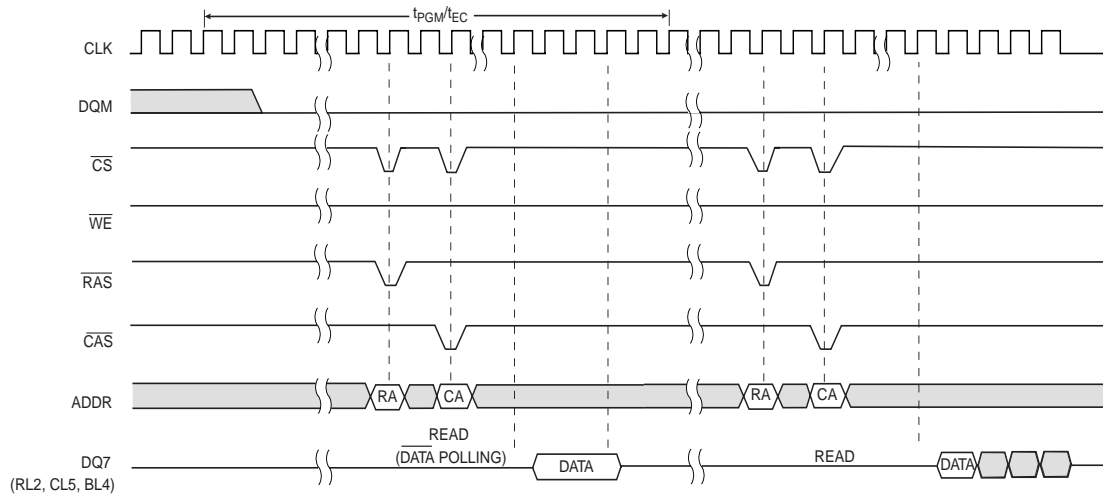 tPGM/tEC
CLK
DQM
CS
WE
RAS
CAS
ADDR RA CA RA CA
READ
(DATA POLLING)
READ
DQ7 DATA DATA
(RL2, CL5, BL4)